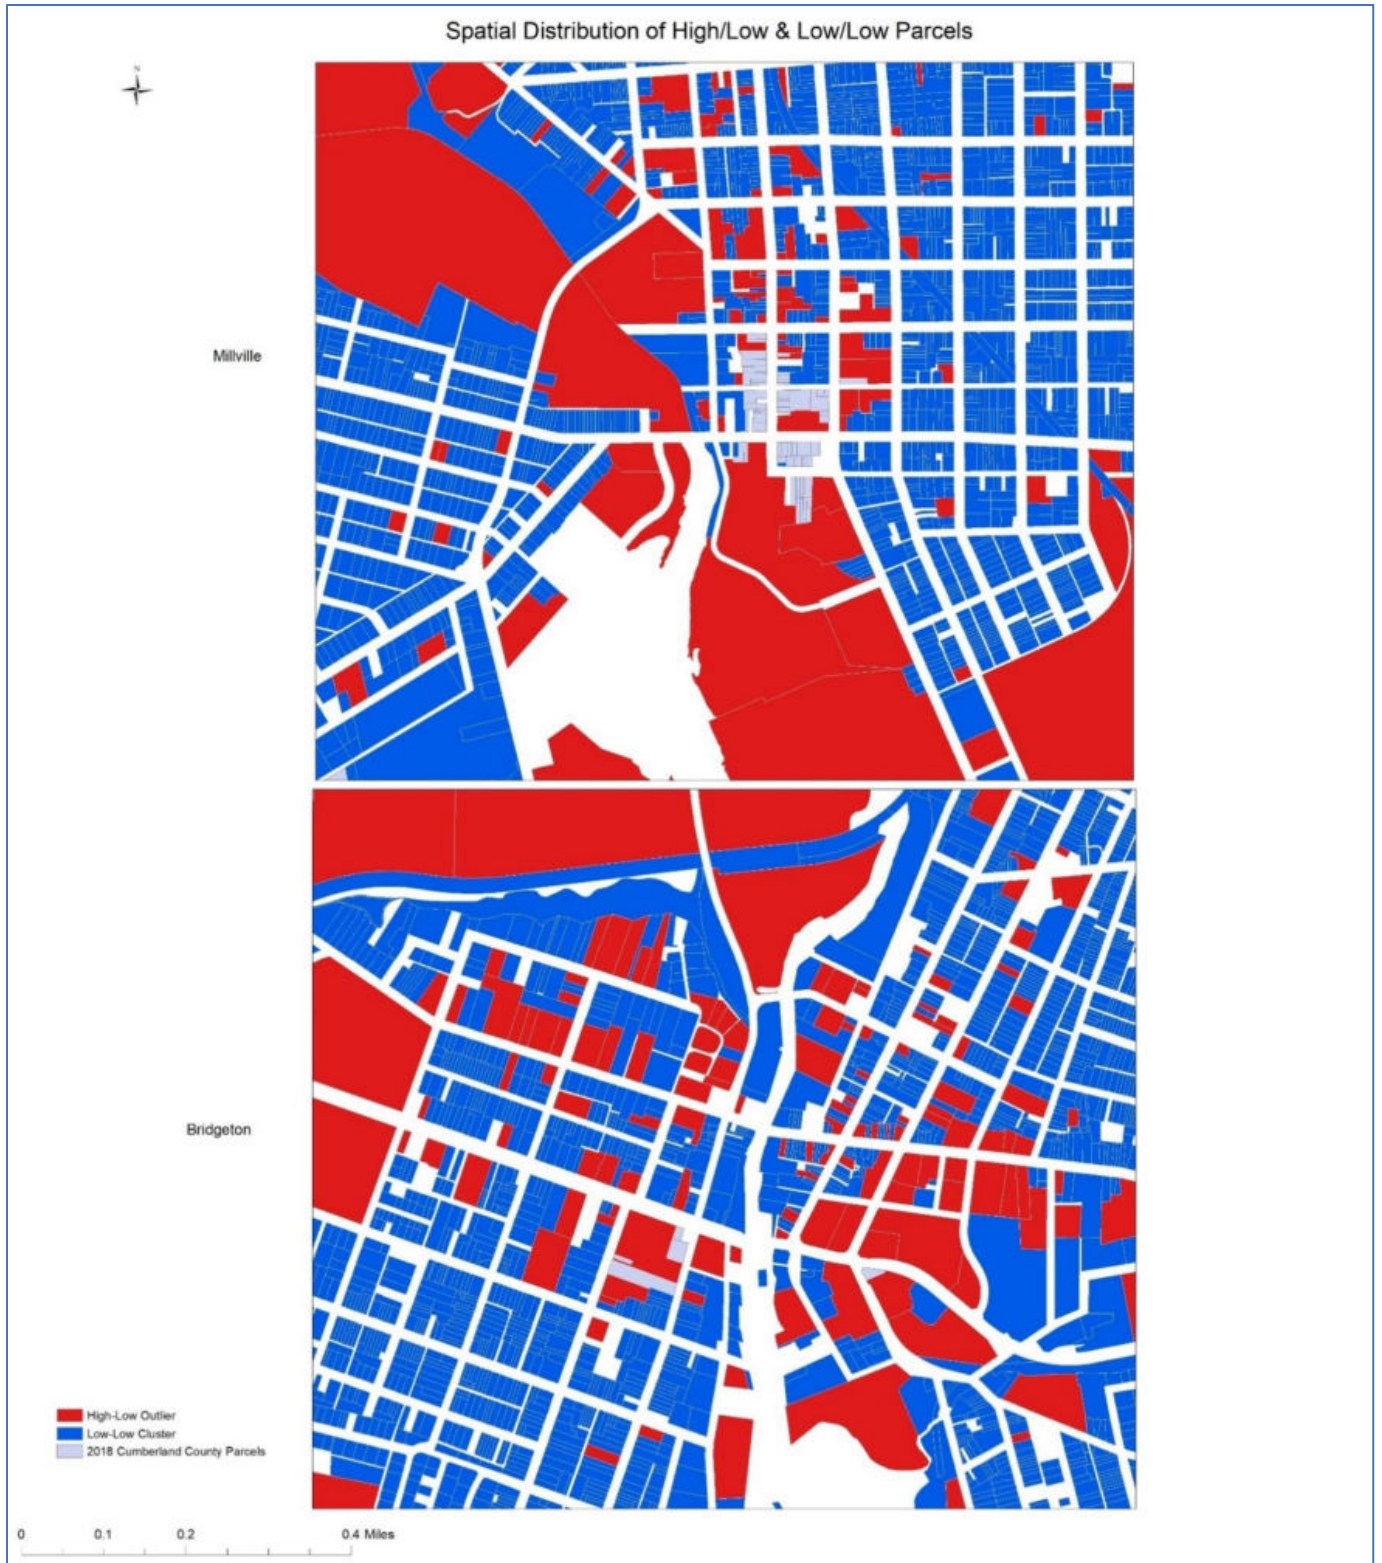 Spatial Distribution of High/Low & Low/Low Parcels
N
Millville
Bridgeton
High-Low Outlier
Low-Low Cluster
2018 Cumberland County Parcels
0 0.1 0.2 0.4 Miles